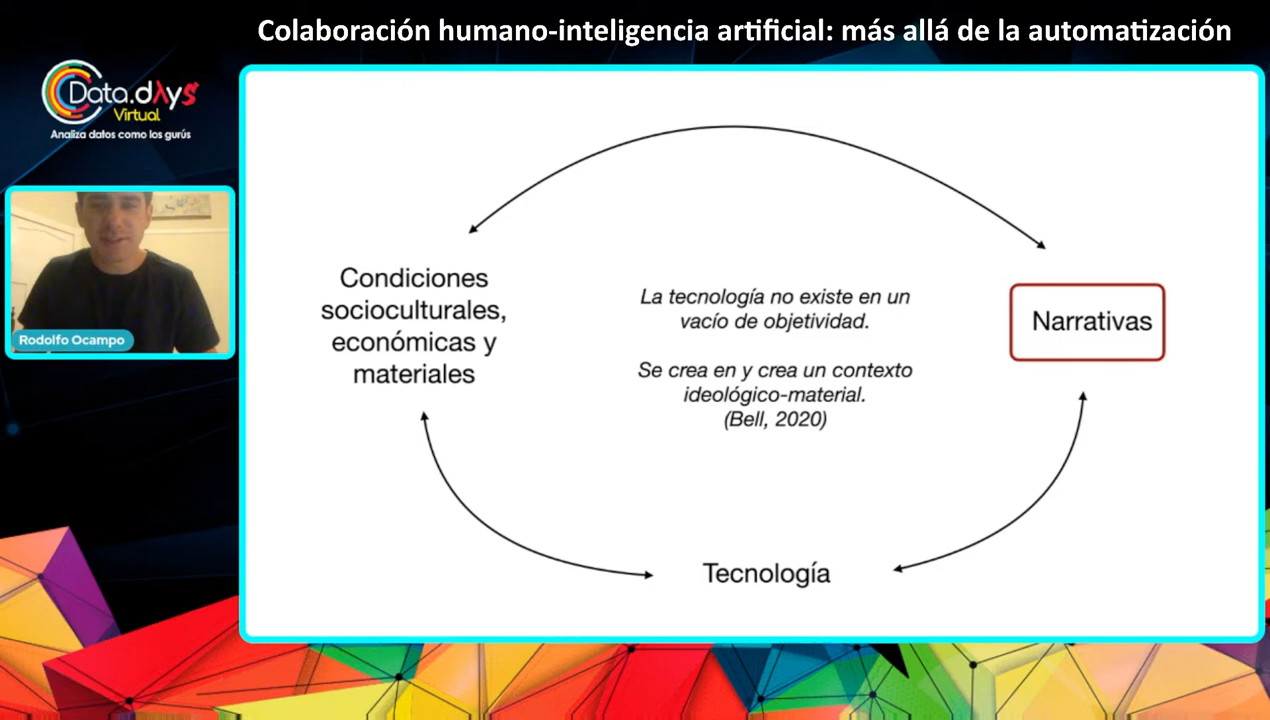 Colaboración humano-inteligencia artificial: más allá de la automatización
Data.dλys
Virtual
Analiza datos como los gurús
Rodolfo Ocampo
Condiciones
socioculturales,
económicas y
materiales
La tecnología no existe en un
vacío de objetividad.
Se crea en y crea un contexto
ideológico-material.
(Bell, 2020)
Narrativas
Tecnología